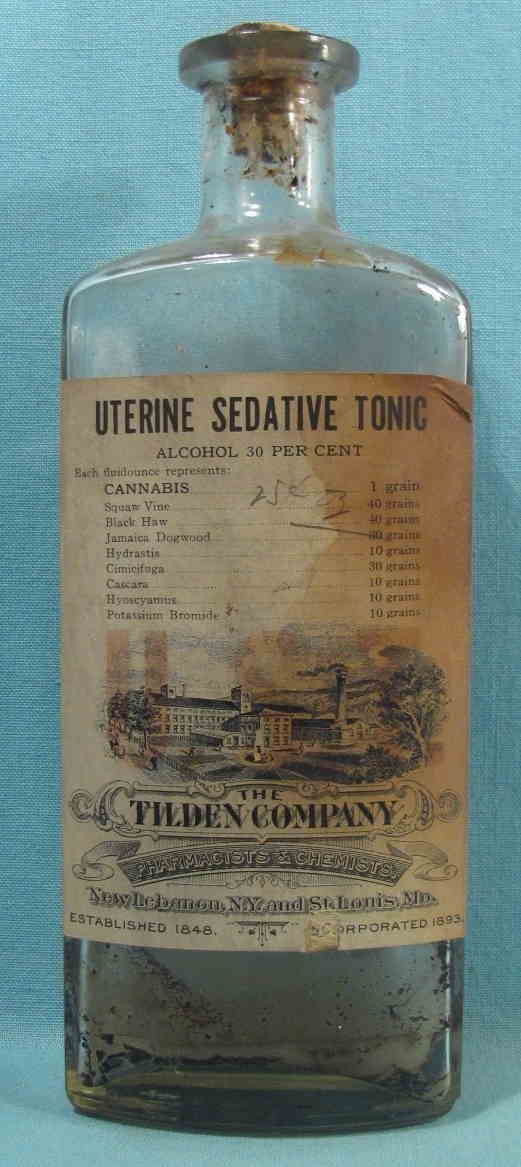 UTERINE SEDATIVE TONIC
ALCOHOL 30 PER CENT
Each fluidounce represents:
CANNABIS 1 grain
25¢
Squaw Vine 40 grains
Black Haw 40 grains
Jamaica Dogwood 30 grains
Hydrastis 10 grains
Cimicifuga 30 grains
Cascara 10 grains
Hyoscyamus 10 grains
Potassium Bromide 10 grains
THE
TILDEN COMPANY
PHARMACISTS & CHEMISTS.
New Lebanon, N.Y. and St. Louis, Mo.
ESTABLISHED 1848. INCORPORATED 1893.